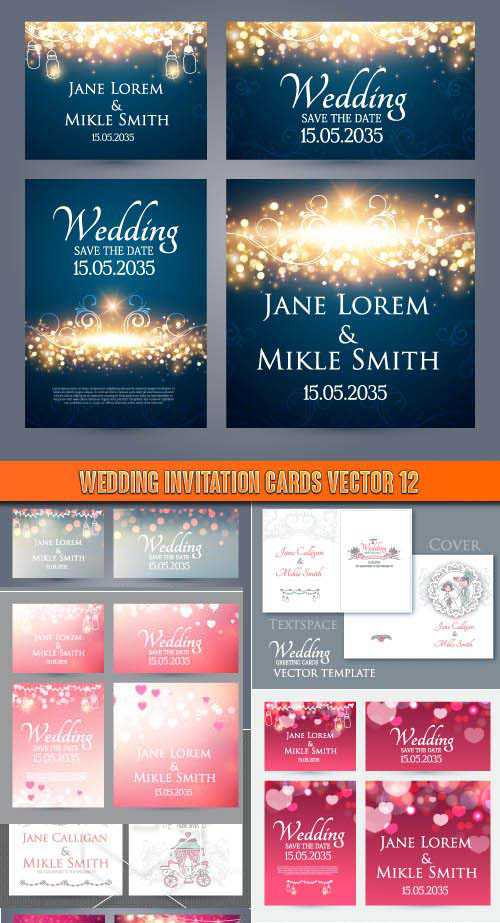 JANE LOREM
&
MIKLE SMITH
15.05.2035
Wedding
SAVE THE DATE
15.05.2035
Wedding
SAVE THE DATE
15.05.2035
JANE LOREM
&
MIKLE SMITH
15.05.2035
WEDDING INVITATION CARDS VECTOR 12
JANE LOREM
&
MIKLE SMITH
Wedding
SAVE THE DATE
15.05.2035
Jane Calligan
&
Mikle Smith
Wedding
COVER
Jane Calligan
&
Mikle Smith
TEXTSPACE
Wedding
GREETING CARDS
VECTOR TEMPLATE
JANE LOREM
&
MIKLE SMITH
Wedding
SAVE THE DATE
15.05.2035
Wedding
SAVE THE DATE
15.05.2035
JANE LOREM
&
MIKLE SMITH
15.05.2035
JANE LOREM
&
MIKLE SMITH
15.05.2035
Wedding
SAVE THE DATE
15.05.2035
Wedding
SAVE THE DATE
15.05.2035
JANE LOREM
&
MIKLE SMITH
15.05.2035
JANE CALLIGAN
&
MIKLE SMITH